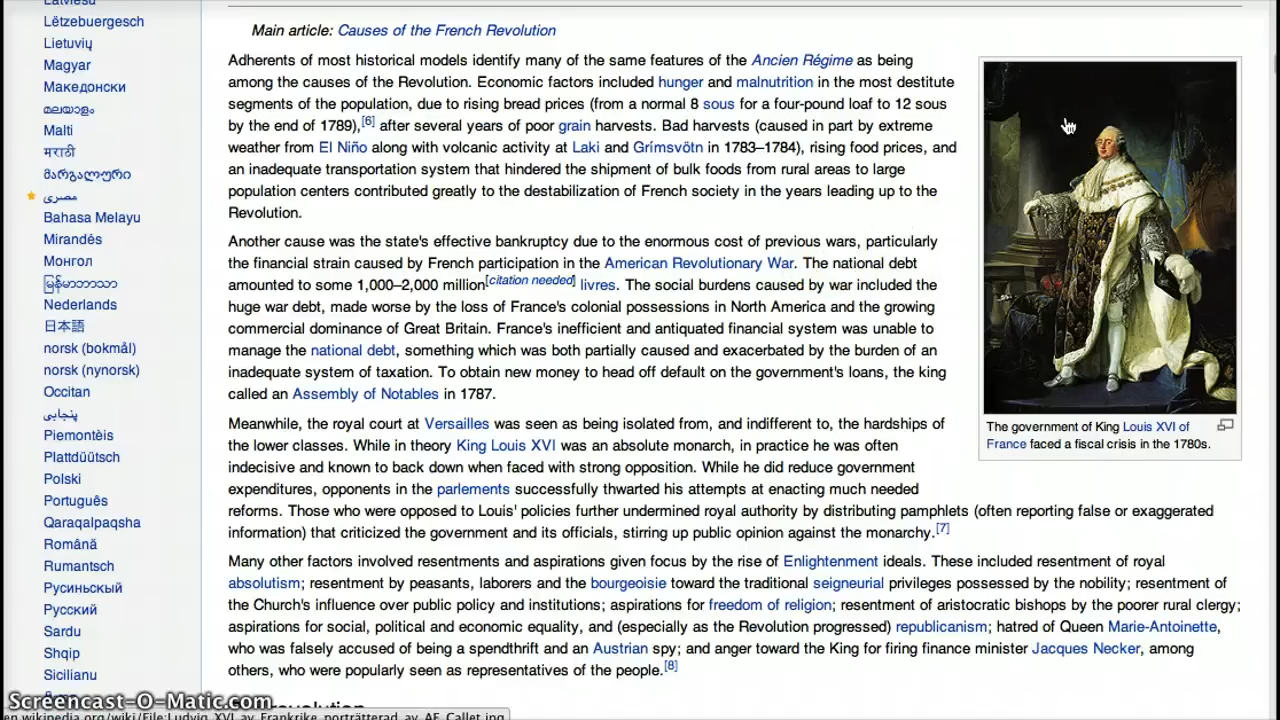 Lëtzebuergesch
Lietuvių
Magyar
Македонски
മലയാളം
Malti
मराठी
მარგალური
مصرى
Bahasa Melayu
Mirandés
Монгол
မြန်မာဘာသာ
Nederlands
日本語
norsk (bokmål)
norsk (nynorsk)
Occitan
پنجابی
Piemontèis
Plattdüütsch
Polski
Português
Qaraqalpaqsha
Română
Rumantsch
Русиньскый
Русский
Sardu
Shqip
Sicilianu
Main article: Causes of the French Revolution
Adherents of most historical models identify many of the same features of the Ancien Régime as being
among the causes of the Revolution. Economic factors included hunger and malnutrition in the most destitute
segments of the population, due to rising bread prices (from a normal 8 sous for a four-pound loaf to 12 sous
by the end of 1789),[6] after several years of poor grain harvests. Bad harvests (caused in part by extreme
weather from El Niño along with volcanic activity at Laki and Grímsvötn in 1783–1784), rising food prices, and
an inadequate transportation system that hindered the shipment of bulk foods from rural areas to large
population centers contributed greatly to the destabilization of French society in the years leading up to the
Revolution.
Another cause was the state's effective bankruptcy due to the enormous cost of previous wars, particularly
the financial strain caused by French participation in the American Revolutionary War. The national debt
amounted to some 1,000–2,000 million[citation needed] livres. The social burdens caused by war included the
huge war debt, made worse by the loss of France's colonial possessions in North America and the growing
commercial dominance of Great Britain. France's inefficient and antiquated financial system was unable to
manage the national debt, something which was both partially caused and exacerbated by the burden of an
inadequate system of taxation. To obtain new money to head off default on the government's loans, the king
called an Assembly of Notables in 1787.
Meanwhile, the royal court at Versailles was seen as being isolated from, and indifferent to, the hardships of
the lower classes. While in theory King Louis XVI was an absolute monarch, in practice he was often
indecisive and known to back down when faced with strong opposition. While he did reduce government
expenditures, opponents in the parlements successfully thwarted his attempts at enacting much needed
reforms. Those who were opposed to Louis' policies further undermined royal authority by distributing pamphlets (often reporting false or exaggerated
information) that criticized the government and its officials, stirring up public opinion against the monarchy.[7]
Many other factors involved resentments and aspirations given focus by the rise of Enlightenment ideals. These included resentment of royal
absolutism; resentment by peasants, laborers and the bourgeoisie toward the traditional seigneurial privileges possessed by the nobility; resentment of
the Church's influence over public policy and institutions; aspirations for freedom of religion; resentment of aristocratic bishops by the poorer rural clergy;
aspirations for social, political and economic equality, and (especially as the Revolution progressed) republicanism; hatred of Queen Marie-Antoinette,
who was falsely accused of being a spendthrift and an Austrian spy; and anger toward the King for firing finance minister Jacques Necker, among
others, who were popularly seen as representatives of the people.[8]
The government of King Louis XVI of
France faced a fiscal crisis in the 1780s.
Screencast-O-Matic.com
en.wikipedia.org/wiki/File:Ludvig_XVI_av_Frankrike_porträtterad_av_AF_Callet.jpg